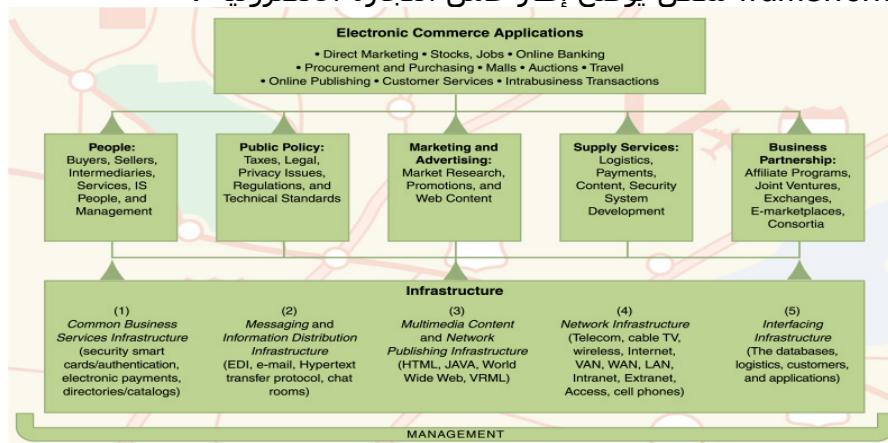 Electronic Commerce Applications
• Direct Marketing • Stocks, Jobs • Online Banking
• Procurement and Purchasing • Malls • Auctions • Travel
• Online Publishing • Customer Services • Intrabusiness Transactions
People:
Buyers, Sellers,
Intermediaries,
Services, IS
People, and
Management
Public Policy:
Taxes, Legal,
Privacy Issues,
Regulations, and
Technical Standards
Marketing and
Advertising:
Market Research,
Promotions, and
Web Content
Supply Services:
Logistics,
Payments,
Content, Security
System
Development
Business
Partnership:
Affiliate Programs,
Joint Ventures,
Exchanges,
E-marketplaces,
Consortia
Infrastructure
(1)
Common Business
Services Infrastructure
(security smart
cards/authentication,
electronic payments,
directories/catalogs)
(2)
Messaging and
Information Distribution
Infrastructure
(EDI, e-mail, Hypertext
transfer protocol, chat
rooms)
(3)
Multimedia Content
and Network
Publishing Infrastructure
(HTML, JAVA, World
Wide Web, VRML)
(4)
Network Infrastructure
(Telecom, cable TV,
wireless, Internet,
VAN, WAN, LAN,
Intranet, Extranet,
Access, cell phones)
(5)
Interfacing
Infrastructure
(The databases,
logistics, customers,
and applications)
MANAGEMENT